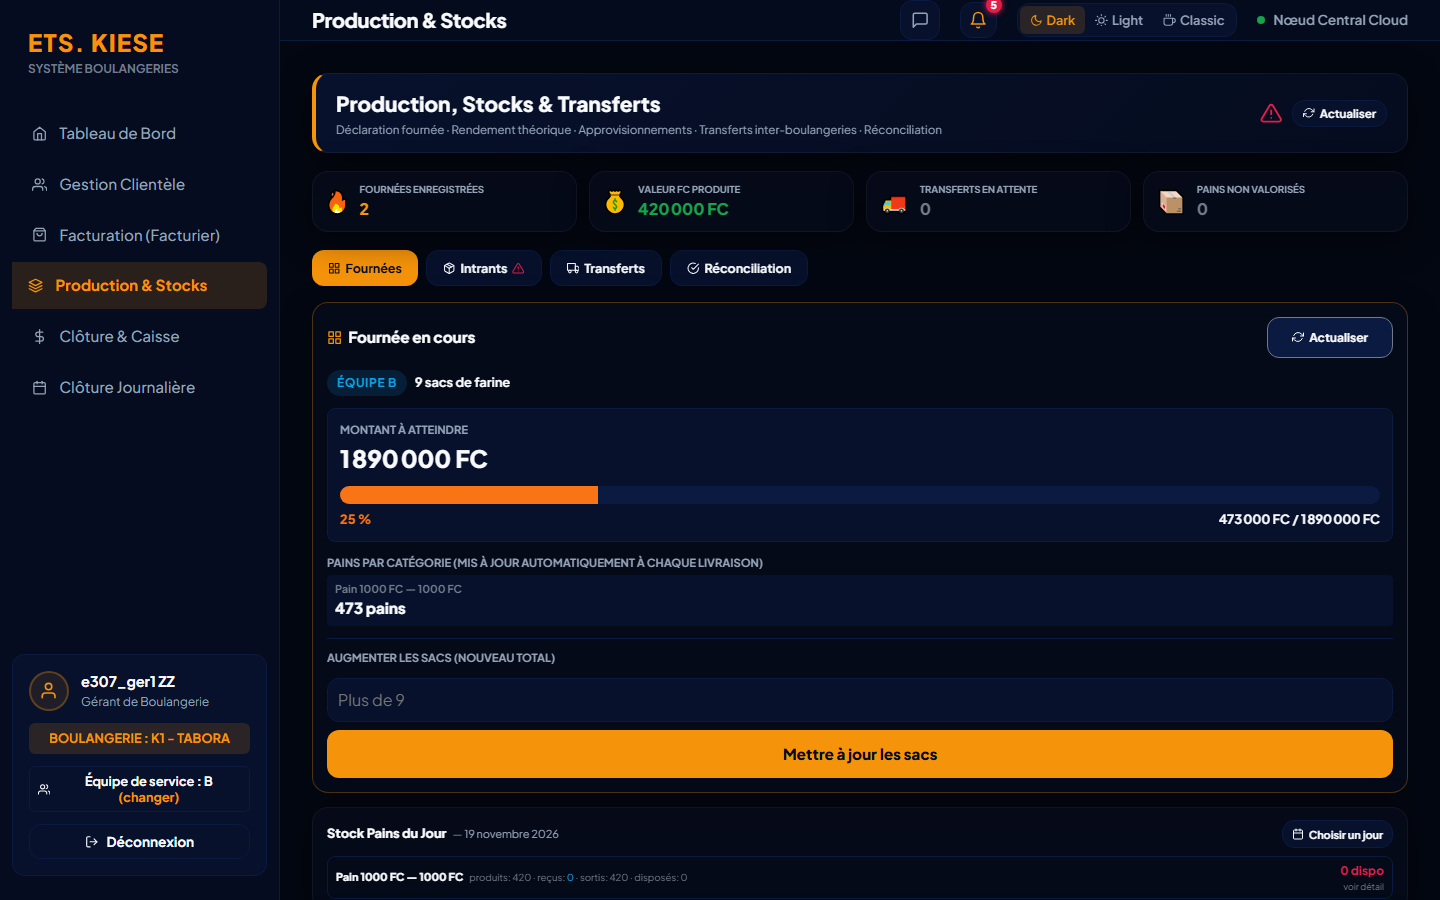 ETS. KIESE
SYSTÈME BOULANGERIES
Tableau de Bord
Gestion Clientèle
Facturation (Facturier)
Production & Stocks
Clôture & Caisse
Clôture Journalière
e307_ger1 ZZ
Gérant de Boulangerie
BOULANGERIE : K1 - TABORA
Équipe de service : B
(changer)
Déconnexion
Production & Stocks
5
Dark
Light
Classic
Nœud Central Cloud
Production, Stocks & Transferts
Déclaration fournée · Rendement théorique · Approvisionnements · Transferts inter-boulangeries · Réconciliation
Actualiser
FOURNÉES ENREGISTRÉES
2
VALEUR FC PRODUITE
420 000 FC
TRANSFERTS EN ATTENTE
0
PAINS NON VALORISÉS
0
Fournées
Intrants
Transferts
Réconciliation
Fournée en cours
Actualiser
ÉQUIPE B 9 sacs de farine
MONTANT À ATTEINDRE
1 890 000 FC
25 %
473 000 FC / 1 890 000 FC
PAINS PAR CATÉGORIE (MIS À JOUR AUTOMATIQUEMENT À CHAQUE LIVRAISON)
Pain 1000 FC — 1000 FC
473 pains
AUGMENTER LES SACS (NOUVEAU TOTAL)
Plus de 9
Mettre à jour les sacs
Stock Pains du Jour — 19 novembre 2026
Choisir un jour
Pain 1000 FC — 1000 FC produits: 420 · reçus: 0 · sortis: 420 · disposés: 0
0 dispo
voir détail